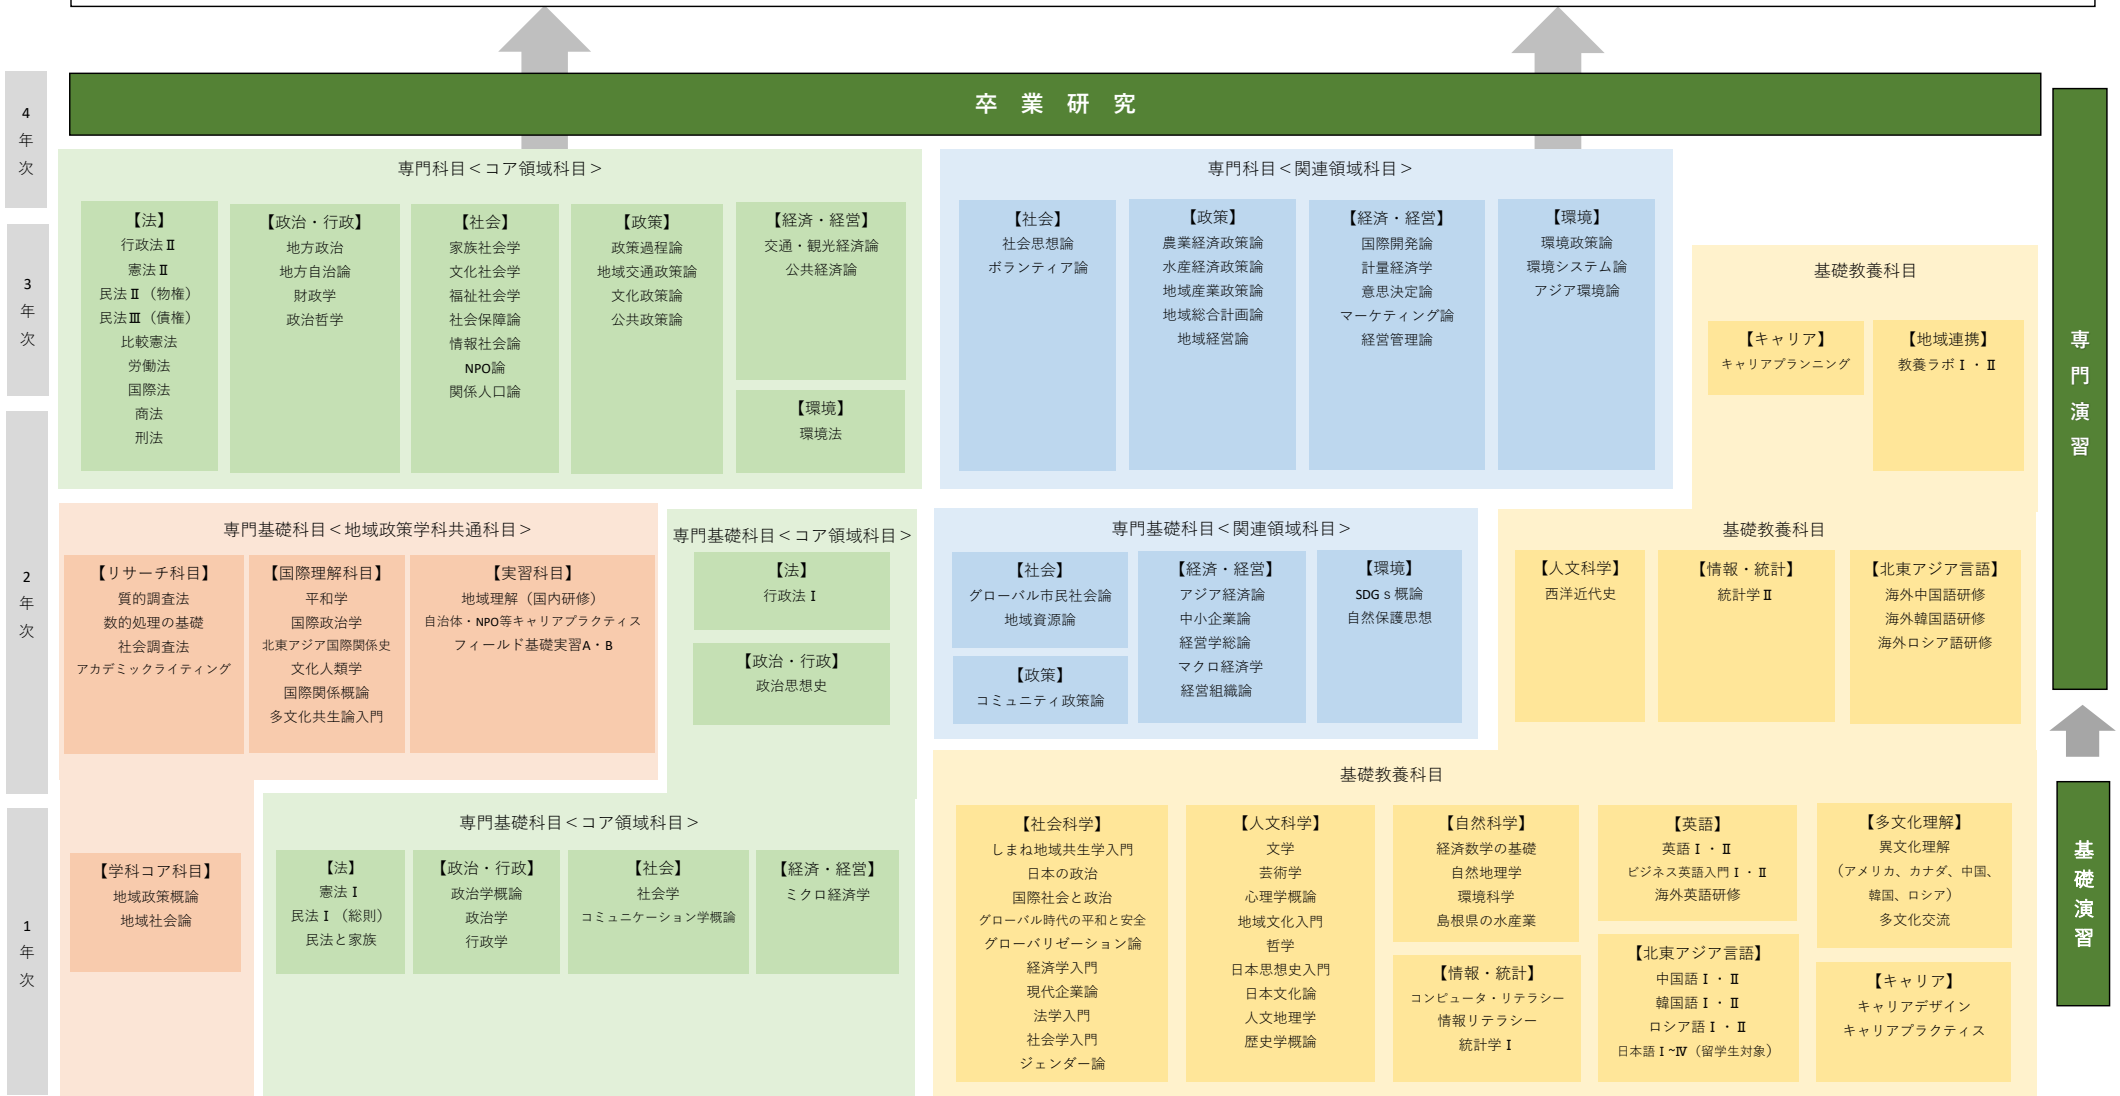 卒業研究
4年次
3年次
2年次
1年次
専門演習
基礎演習
専門科目＜コア領域科目＞
【法】
行政法Ⅱ
憲法Ⅱ
民法Ⅱ（物権）
民法Ⅲ（債権）
比較憲法
労働法
国際法
商法
刑法
【政治・行政】
地方政治
地方自治論
財政学
政治哲学
【社会】
家族社会学
文化社会学
福祉社会学
社会保障論
情報社会論
NPO論
関係人口論
【政策】
政策過程論
地域交通政策論
文化政策論
公共政策論
【経済・経営】
交通・観光経済論
公共経済論
【環境】
環境法
専門科目＜関連領域科目＞
【社会】
社会思想論
ボランティア論
【政策】
農業経済政策論
水産経済政策論
地域産業政策論
地域総合計画論
地域経営論
【経済・経営】
国際開発論
計量経済学
意思決定論
マーケティング論
経営管理論
【環境】
環境政策論
環境システム論
アジア環境論
基礎教養科目
【キャリア】
キャリアプランニング
【地域連携】
教養ラボⅠ・Ⅱ
専門基礎科目＜地域政策学科共通科目＞
【リサーチ科目】
質的調査法
数的処理の基礎
社会調査法
アカデミックライティング
【国際理解科目】
平和学
国際政治学
北東アジア国際関係史
文化人類学
国際関係概論
多文化共生論入門
【実習科目】
地域理解（国内研修）
自治体・NPO等キャリアプラクティス
フィールド基礎実習A・B
専門基礎科目＜コア領域科目＞
【法】
行政法Ⅰ
【政治・行政】
政治思想史
専門基礎科目＜関連領域科目＞
【社会】
グローバル市民社会論
地域資源論
【政策】
コミュニティ政策論
【経済・経営】
アジア経済論
中小企業論
経営学総論
マクロ経済学
経営組織論
【環境】
SDGｓ概論
自然保護思想
基礎教養科目
【人文科学】
西洋近代史
【情報・統計】
統計学Ⅱ
【北東アジア言語】
海外中国語研修
海外韓国語研修
海外ロシア語研修
【学科コア科目】
地域政策概論
地域社会論
専門基礎科目＜コア領域科目＞
【法】
憲法Ⅰ
民法Ⅰ（総則）
民法と家族
【政治・行政】
政治学概論
政治学
行政学
【社会】
社会学
コミュニケーション学概論
【経済・経営】
ミクロ経済学
基礎教養科目
【社会科学】
しまね地域共生学入門
日本の政治
国際社会と政治
グローバル時代の平和と安全
グローバリゼーション論
経済学入門
現代企業論
法学入門
社会学入門
ジェンダー論
【人文科学】
文学
芸術学
心理学概論
地域文化入門
哲学
日本思想史入門
日本文化論
人文地理学
歴史学概論
【自然科学】
経済数学の基礎
自然地理学
環境科学
島根県の水産業
【情報・統計】
コンピュータ・リテラシー
情報リテラシー
統計学Ⅰ
【英語】
英語Ⅰ・Ⅱ
ビジネス英語入門Ⅰ・Ⅱ
海外英語研修
【北東アジア言語】
中国語Ⅰ・Ⅱ
韓国語Ⅰ・Ⅱ
ロシア語Ⅰ・Ⅱ
日本語Ⅰ~Ⅳ（留学生対象）
【多文化理解】
異文化理解
（アメリカ、カナダ、中国、
韓国、ロシア）
多文化交流
【キャリア】
キャリアデザイン
キャリアプラクティス